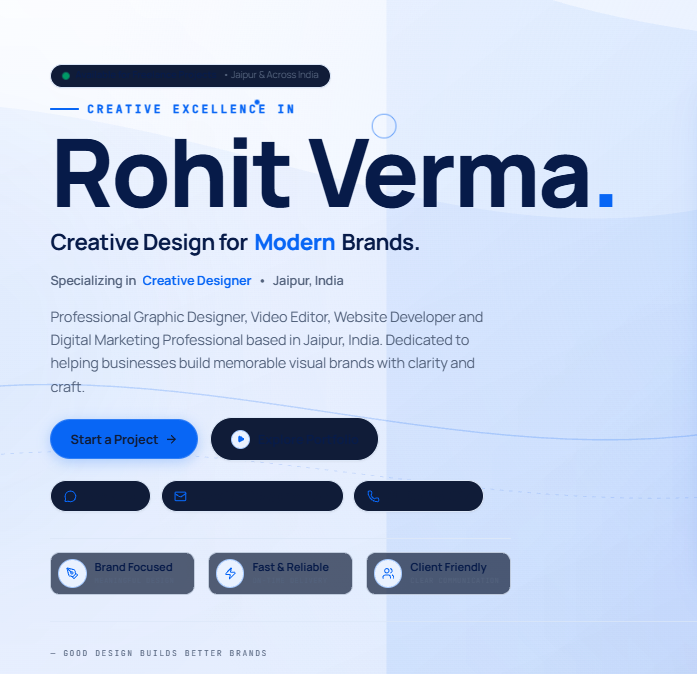 • Jaipur & Across India
CREATIVE EXCELLENCE IN
Rohit Verma.
Creative Design for Modern Brands.
Specializing in Creative Designer • Jaipur, India
Professional Graphic Designer, Video Editor, Website Developer and
Digital Marketing Professional based in Jaipur, India. Dedicated to
helping businesses build memorable visual brands with clarity and
craft.
Start a Project →
Brand Focused Fast & Reliable Client Friendly
— GOOD DESIGN BUILDS BETTER BRANDS